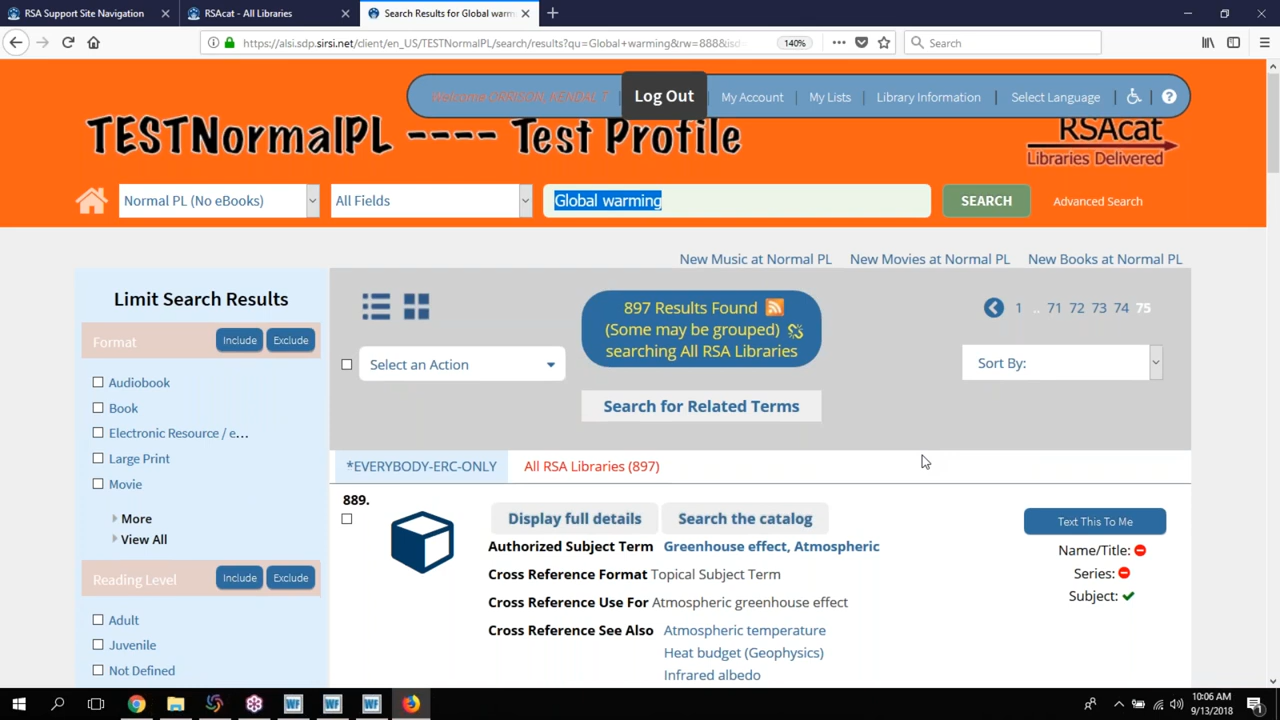 RSA Support Site Navigation
RSAcat - All Libraries
Search Results for Global warm
https://alsi.sdp.sirsi.net/client/en_US/TESTNormalPL/search/results?qu=Global+warming&rw=888&isd
140%
Search
Log Out
My Account
My Lists
Library Information
Select Language
TESTNormalPL ---- Test Profile
RSAcat
Libraries Delivered
Normal PL (No eBooks)
All Fields
Global warming
SEARCH
Advanced Search
New Music at Normal PL
New Movies at Normal PL
New Books at Normal PL
Limit Search Results
897 Results Found
(Some may be grouped)
searching All RSA Libraries
1 .. 71 72 73 74 75
Format
Include
Exclude
Select an Action
Sort By:
Audiobook
Book
Electronic Resource / e...
Large Print
Movie
More
View All
Search for Related Terms
*EVERYBODY-ERC-ONLY
All RSA Libraries (897)
889.
Display full details
Search the catalog
Text This To Me
Authorized Subject Term Greenhouse effect, Atmospheric
Name/Title:
Cross Reference Format Topical Subject Term
Series:
Cross Reference Use For Atmospheric greenhouse effect
Subject:
Cross Reference See Also Atmospheric temperature
Heat budget (Geophysics)
Infrared albedo
Reading Level
Include
Exclude
Adult
Juvenile
Not Defined
10:06 AM
9/13/2018